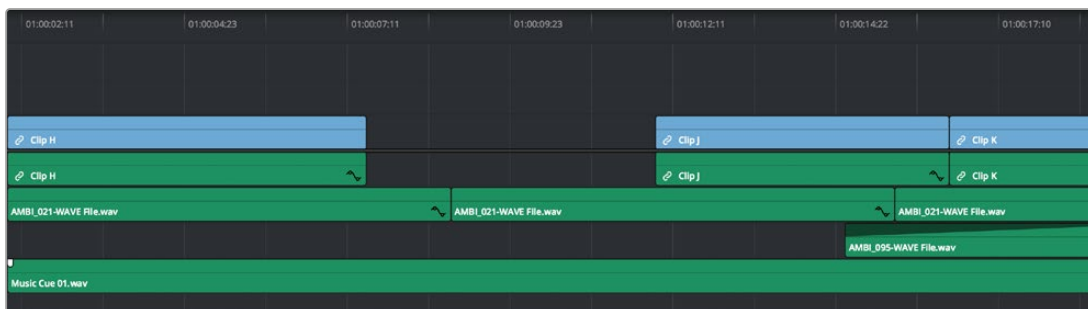 01:00:02:11 01:00:04:23 01:00:07:11 01:00:09:23 01:00:12:11 01:00:14:22 01:00:17:10
Clip H Clip J Clip K
Clip H Clip J Clip K
AMBI_021-WAVE File.wav AMBI_021-WAVE File.wav AMBI_021-WAVE File.wav
AMBI_095-WAVE File.wav
Music Cue 01.wav